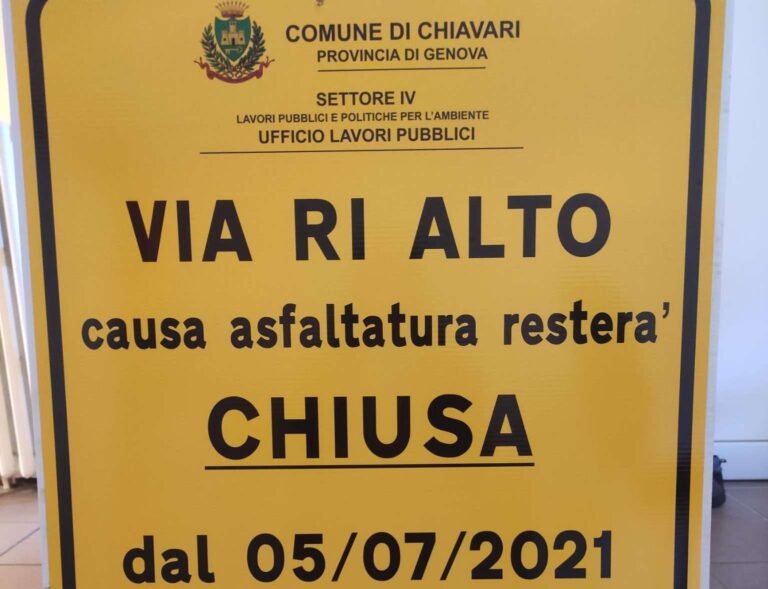 COMUNE DI CHIAVARI
PROVINCIA DI GENOVA
SETTORE IV
LAVORI PUBBLICI E POLITICHE PER L'AMBIENTE
UFFICIO LAVORI PUBBLICI
VIA RI ALTO
causa asfaltatura restera'
CHIUSA
dal 05/07/2021